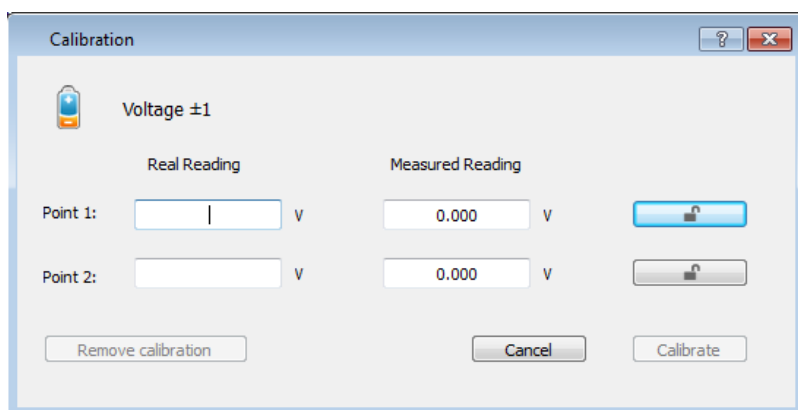 Calibration
?
Voltage ±1
Real Reading Measured Reading
Point 1: V 0.000 V
Point 2: V 0.000 V
Remove calibration Cancel Calibrate